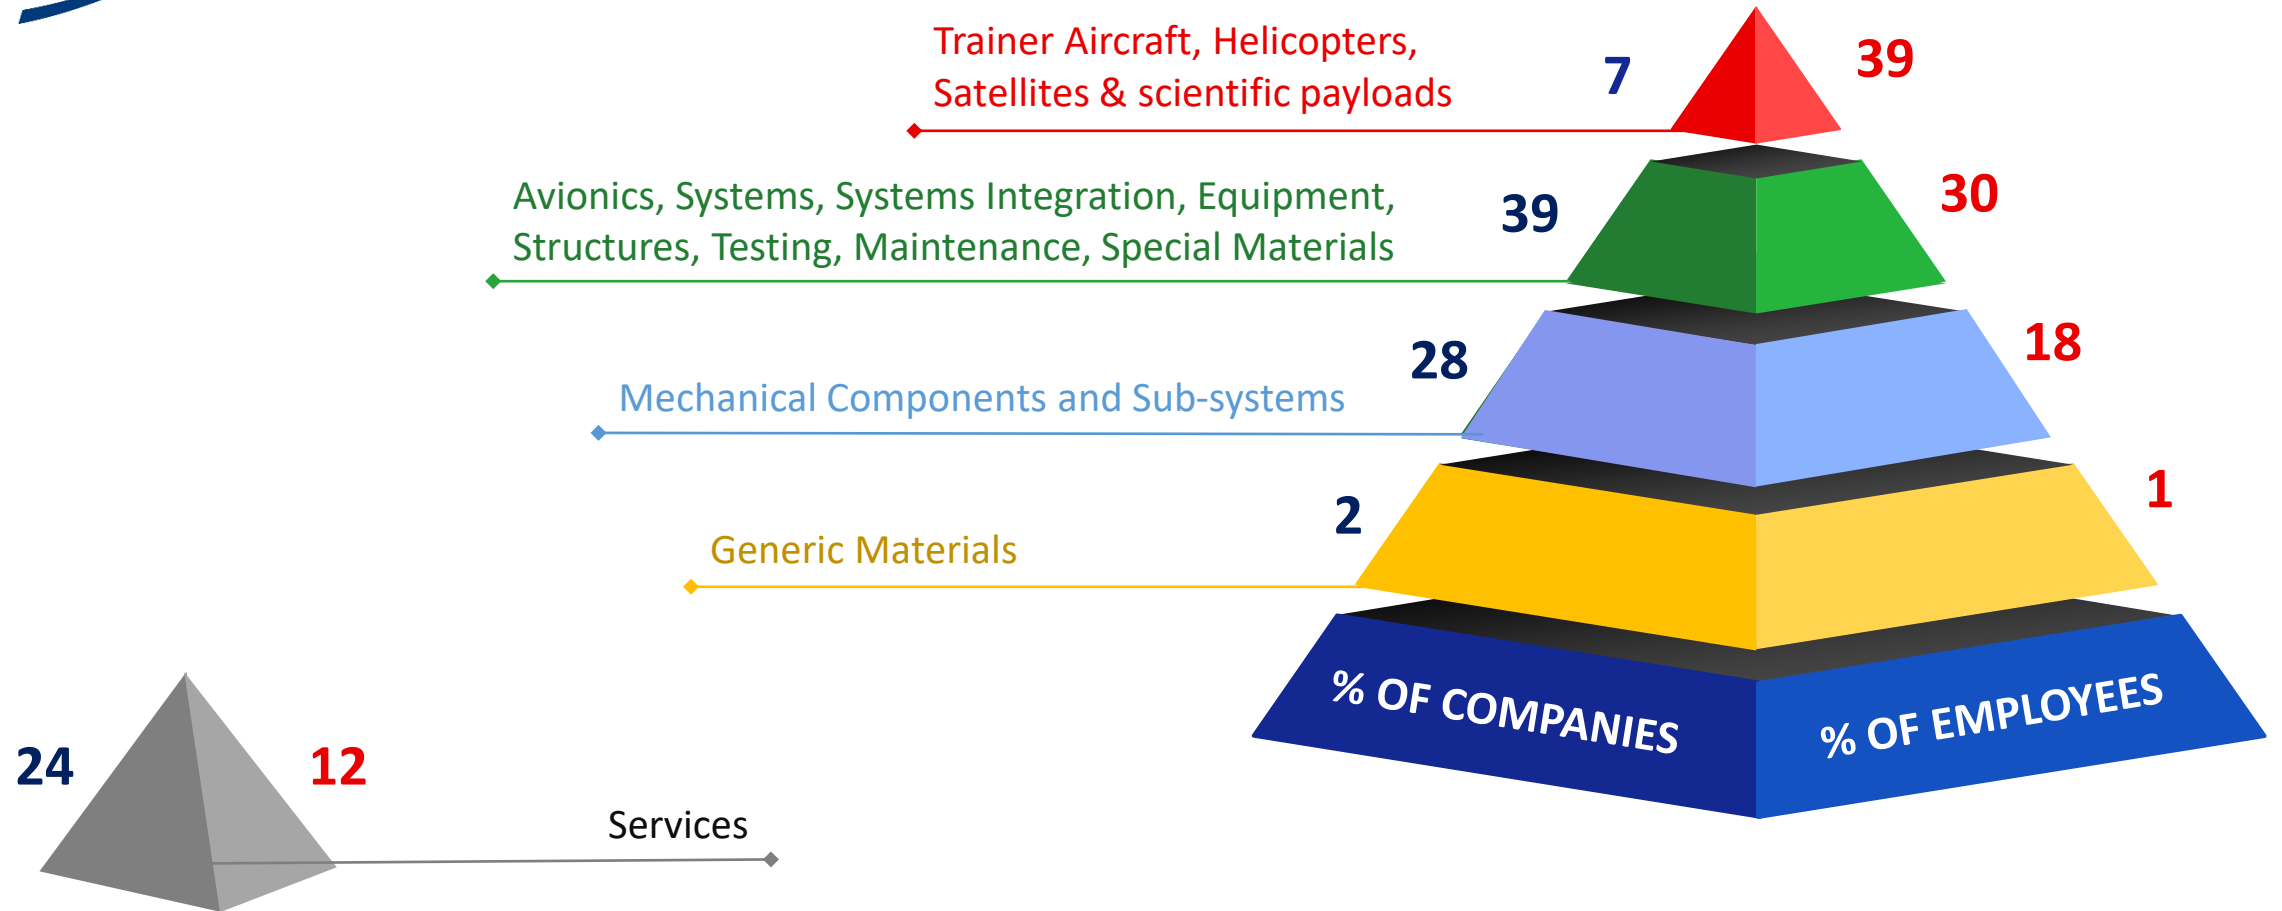 Trainer Aircraft, Helicopters,
Satellites & scientific payloads
7
39
Avionics, Systems, Systems Integration, Equipment,
Structures, Testing, Maintenance, Special Materials
39
30
Mechanical Components and Sub-systems
28
18
Generic Materials
2
1
% OF COMPANIES
% OF EMPLOYEES
24
12
Services